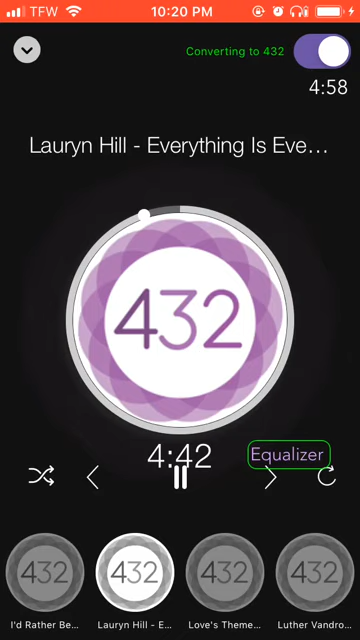 TFW 10:20 PM
Converting to 432
4:58
Lauryn Hill - Everything Is Eve...
432
4:42
Equalizer
432 432 432 432
I'd Rather Be... Lauryn Hill - E... Love's Theme... Luther Vandro...